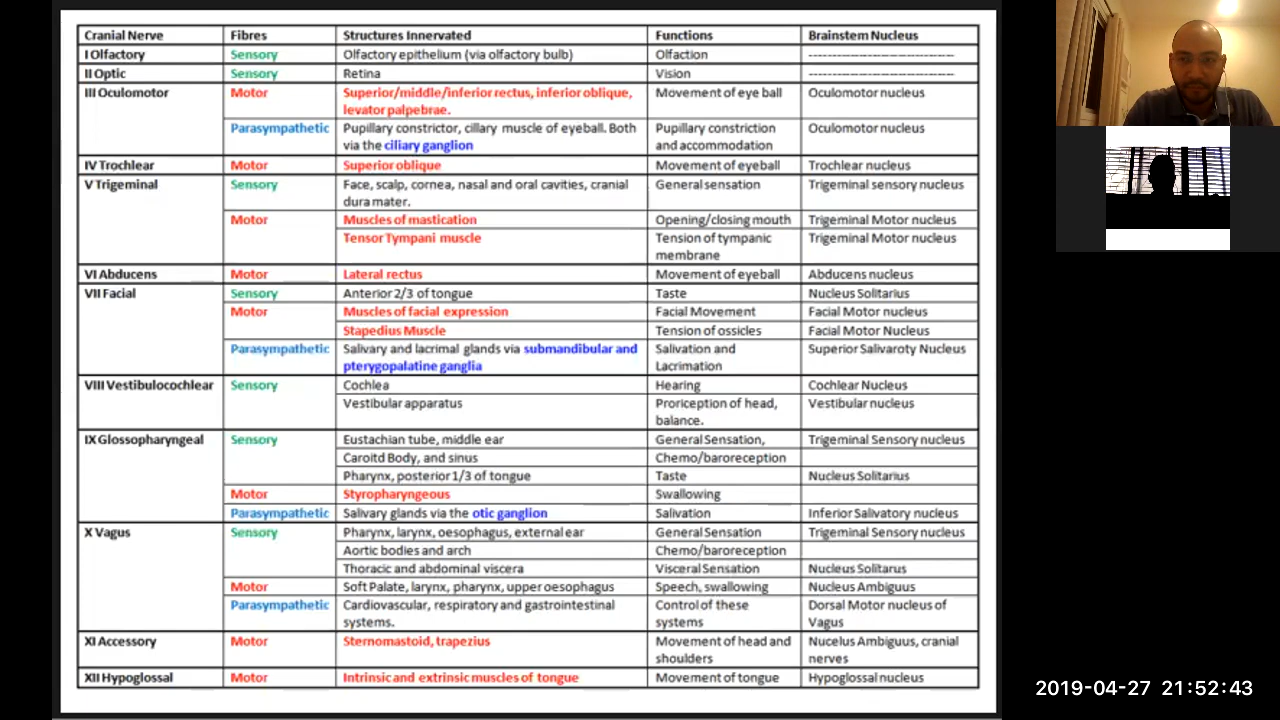 Cranial Nerve Fibres Structures Innervated Functions Brainstem Nucleus
I Olfactory Sensory Olfactory epithelium (via olfactory bulb) Olfaction ----------------------------------
II Optic Sensory Retina Vision ----------------------------------
III Oculomotor Motor Superior/middle/inferior rectus, inferior oblique, Movement of eye ball Oculomotor nucleus
levator palpebrae.
Parasympathetic Pupillary constrictor, cillary muscle of eyeball. Both Pupillary constriction Oculomotor nucleus
via the ciliary ganglion and accommodation
IV Trochlear Motor Superior oblique Movement of eyeball Trochlear nucleus
V Trigeminal Sensory Face, scalp, cornea, nasal and oral cavities, cranial General sensation Trigeminal sensory nucleus
dura mater.
Motor Muscles of mastication Opening/closing mouth Trigeminal Motor nucleus
Tensor Tympani muscle Tension of tympanic Trigeminal Motor nucleus
membrane
VI Abducens Motor Lateral rectus Movement of eyeball Abducens nucleus
VII Facial Sensory Anterior 2/3 of tongue Taste Nucleus Solitarius
Motor Muscles of facial expression Facial Movement Facial Motor nucleus
Stapedius Muscle Tension of ossicles Facial Motor Nucleus
Parasympathetic Salivary and lacrimal glands via submandibular and Salivation and Superior Salivaroty Nucleus
pterygopalatine ganglia Lacrimation
VIII Vestibulocochlear Sensory Cochlea Hearing Cochlear Nucleus
Vestibular apparatus Proriception of head, Vestibular nucleus
balance.
IX Glossopharyngeal Sensory Eustachian tube, middle ear General Sensation, Trigeminal Sensory nucleus
Caroitd Body, and sinus Chemo/baroreception
Pharynx, posterior 1/3 of tongue Taste Nucleus Solitarius
Motor Styropharyngeous Swallowing
Parasympathetic Salivary glands via the otic ganglion Salivation Inferior Salivatory nucleus
X Vagus Sensory Pharynx, larynx, oesophagus, external ear General Sensation Trigeminal Sensory nucleus
Aortic bodies and arch Chemo/baroreception
Thoracic and abdominal viscera Visceral Sensation Nucleus Solitarus
Motor Soft Palate, larynx, pharynx, upper oesophagus Speech, swallowing Nucleus Ambiguus
Parasympathetic Cardiovascular, respiratory and gastrointestinal Control of these Dorsal Motor nucleus of
systems. systems Vagus
XI Accessory Motor Sternomastoid, trapezius Movement of head and Nucelus Ambiguus, cranial
shoulders nerves
XII Hypoglossal Motor Intrinsic and extrinsic muscles of tongue Movement of tongue Hypoglossal nucleus
2019-04-27 21:52:43